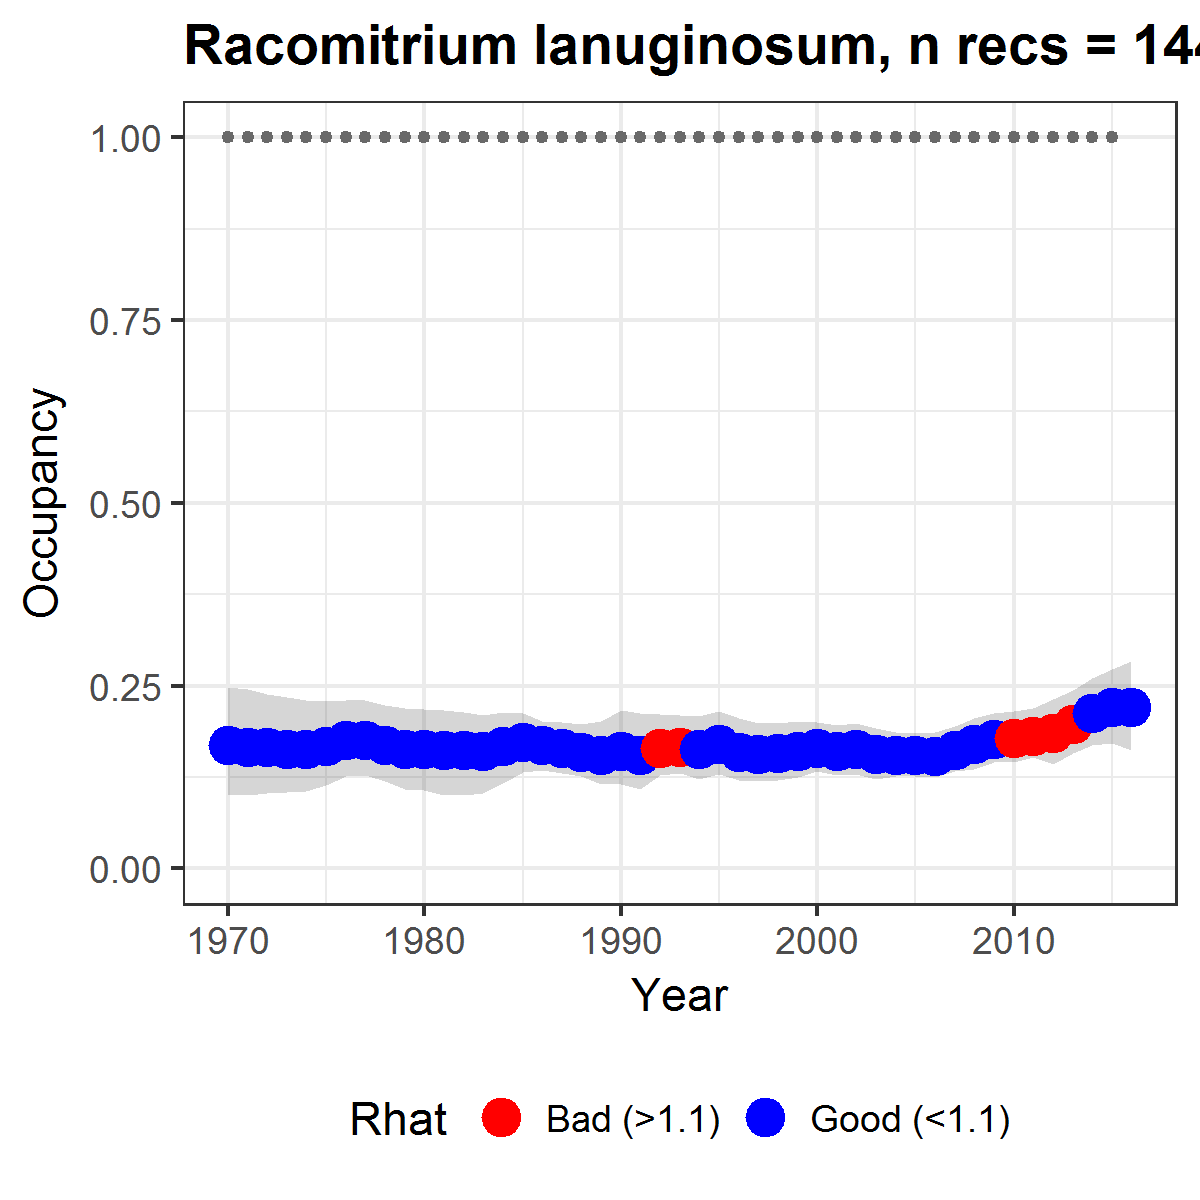 Racomitrium lanuginosum, n recs = 144
1.00
0.75
0.50
0.25
0.00
Occupancy
1970 1980 1990 2000 2010
Year
Rhat Bad (>1.1) Good (<1.1)